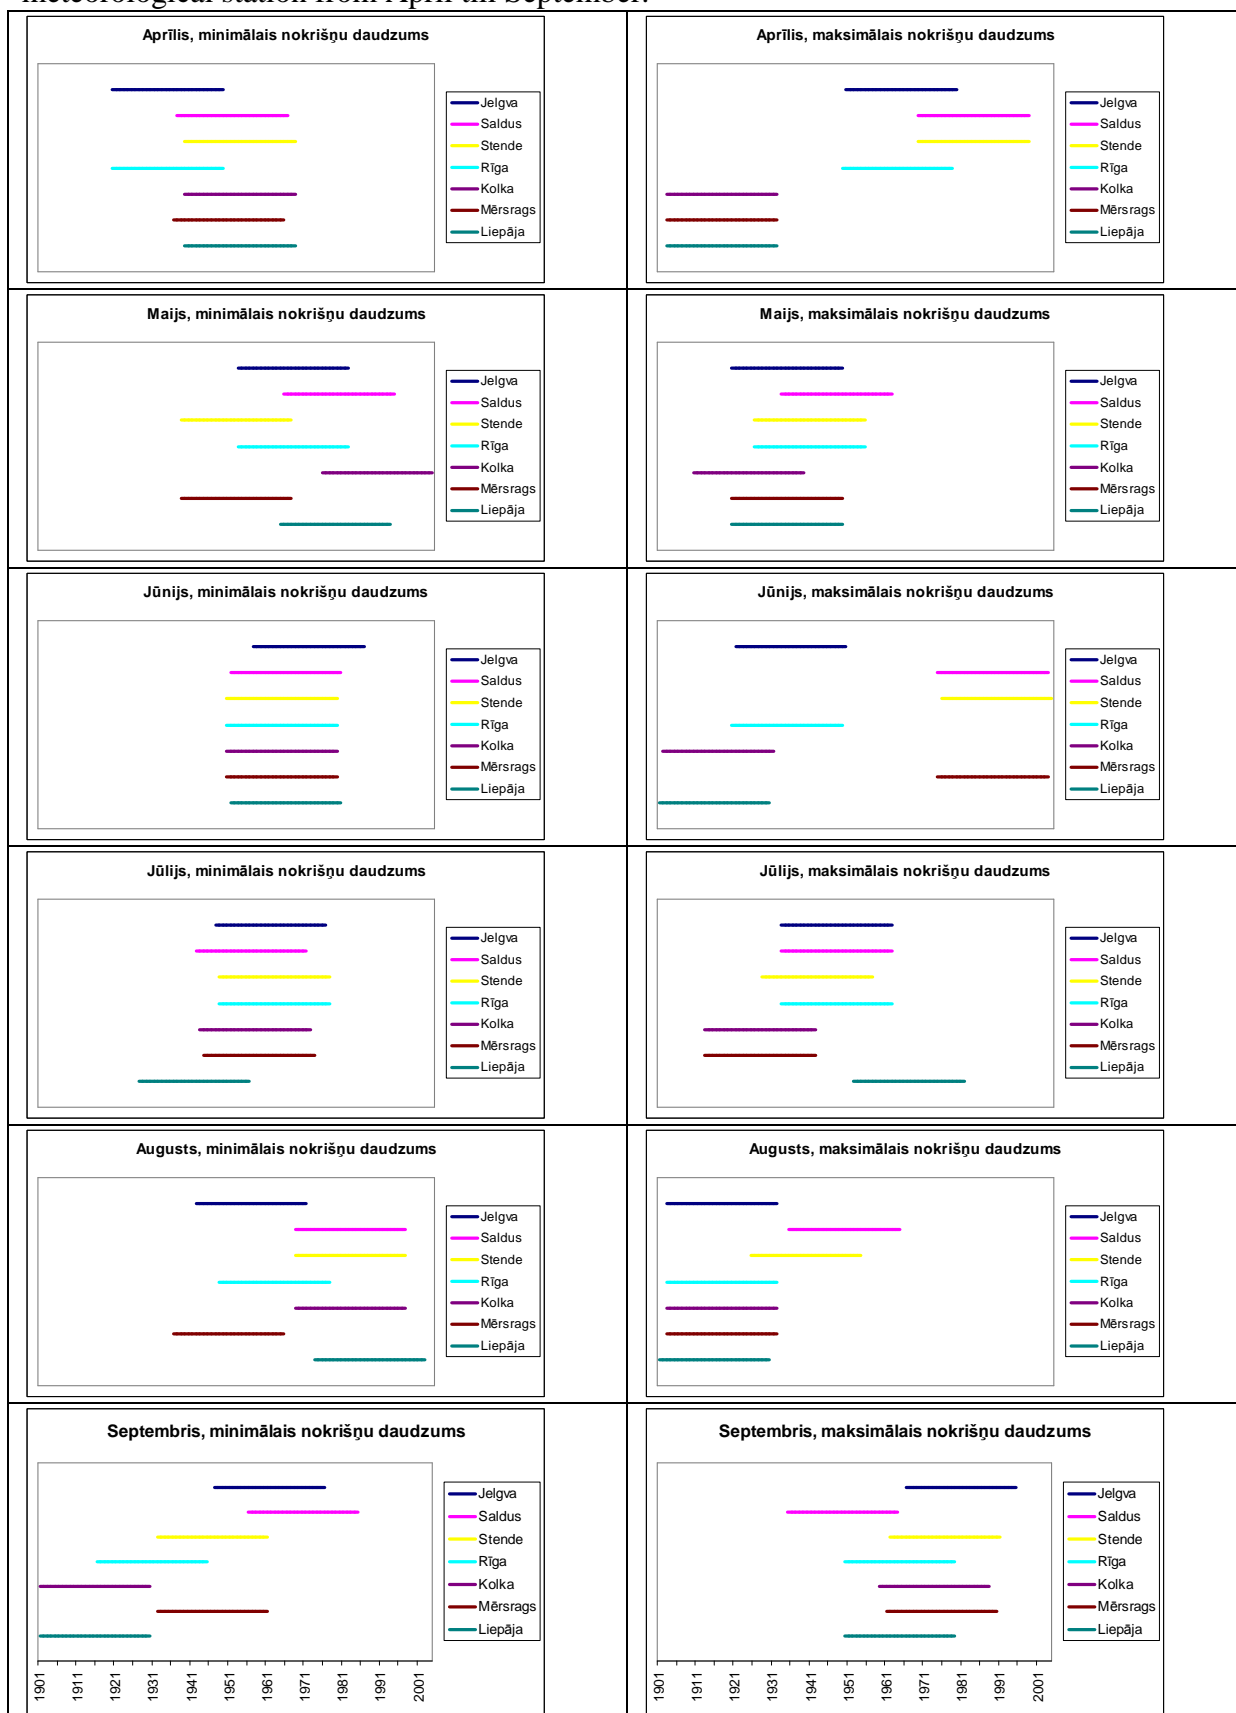 meteorological station from April till September.
Aprīlis, minimālais nokrišņu daudzums
Jelgva
Saldus
Stende
Rīga
Kolka
Mērsrags
Liepāja
Aprīlis, maksimālais nokrišņu daudzums
Jelgva
Saldus
Stende
Rīga
Kolka
Mērsrags
Liepāja
Maijs, minimālais nokrišņu daudzums
Jelgva
Saldus
Stende
Rīga
Kolka
Mērsrags
Liepāja
Maijs, maksimālais nokrišņu daudzums
Jelgva
Saldus
Stende
Rīga
Kolka
Mērsrags
Liepāja
Jūnijs, minimālais nokrišņu daudzums
Jelgva
Saldus
Stende
Rīga
Kolka
Mērsrags
Liepāja
Jūnijs, maksimālais nokrišņu daudzums
Jelgva
Saldus
Stende
Rīga
Kolka
Mērsrags
Liepāja
Jūlijs, minimālais nokrišņu daudzums
Jelgva
Saldus
Stende
Rīga
Kolka
Mērsrags
Liepāja
Jūlijs, maksimālais nokrišņu daudzums
Jelgva
Saldus
Stende
Rīga
Kolka
Mērsrags
Liepāja
Augusts, minimālais nokrišņu daudzums
Jelgva
Saldus
Stende
Rīga
Kolka
Mērsrags
Liepāja
Augusts, maksimālais nokrišņu daudzums
Jelgva
Saldus
Stende
Rīga
Kolka
Mērsrags
Liepāja
Septembris, minimālais nokrišņu daudzums
Jelgva
Saldus
Stende
Rīga
Kolka
Mērsrags
Liepāja
1901 1911 1921 1931 1941 1951 1961 1971 1981 1991 2001
Septembris, maksimālais nokrišņu daudzums
Jelgva
Saldus
Stende
Rīga
Kolka
Mērsrags
Liepāja
1901 1911 1921 1931 1941 1951 1961 1971 1981 1991 2001